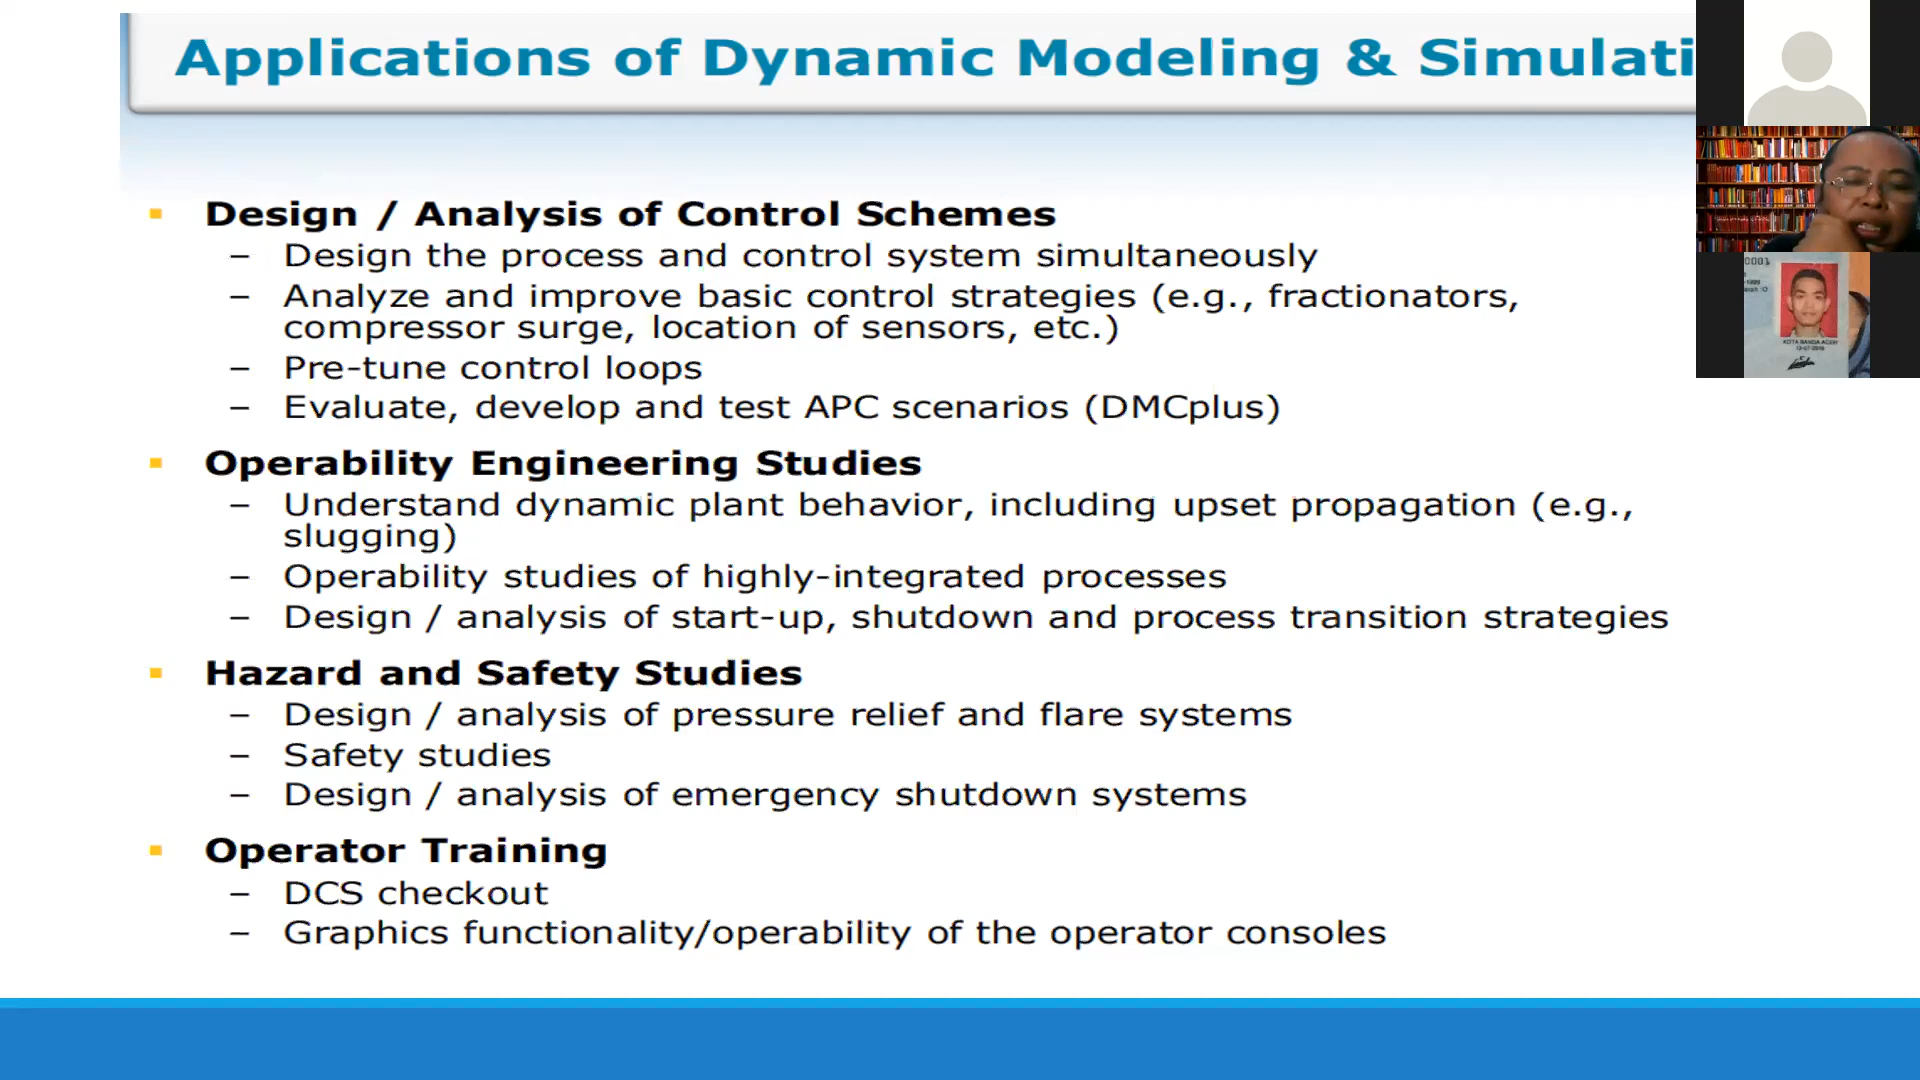 Applications of Dynamic Modeling & Simulati
▪ Design / Analysis of Control Schemes
– Design the process and control system simultaneously
– Analyze and improve basic control strategies (e.g., fractionators,
compressor surge, location of sensors, etc.)
– Pre-tune control loops
– Evaluate, develop and test APC scenarios (DMCplus)
▪ Operability Engineering Studies
– Understand dynamic plant behavior, including upset propagation (e.g.,
slugging)
– Operability studies of highly-integrated processes
– Design / analysis of start-up, shutdown and process transition strategies
▪ Hazard and Safety Studies
– Design / analysis of pressure relief and flare systems
– Safety studies
– Design / analysis of emergency shutdown systems
▪ Operator Training
– DCS checkout
– Graphics functionality/operability of the operator consoles
0001
KOTA BANDA ACEH